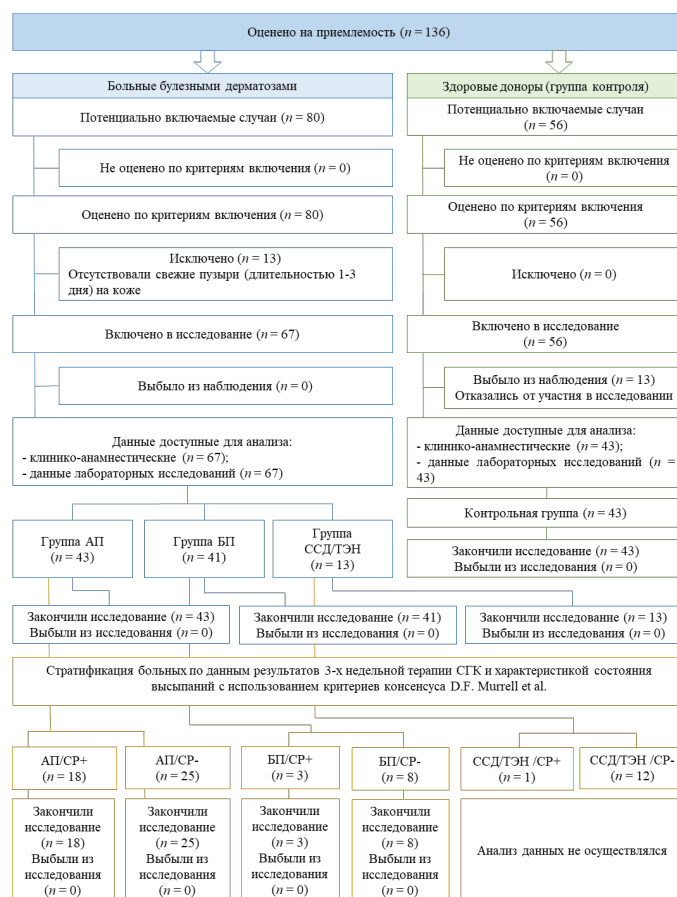 Оценено на приемлемость (n = 136)
Больные булезными дерматозами
Потенциально включаемые случаи (n = 80)
Не оценено по критериям включения (n = 0)
Оценено по критериям включения (n = 80)
Исключено (n = 13)
Отсутствовали свежие пузыри (длительностью 1-3
дня) на коже
Включено в исследование (n = 67)
Выбыло из наблюдения (n = 0)
Данные доступные для анализа:
- клинико-анамнестические (n = 67);
- данные лабораторных исследований (n = 67)
Здоровые доноры (группа контроля)
Потенциально включаемые случаи
(n = 56)
Не оценено по критериям включения
(n = 0)
Оценено по критериям включения
(n = 56)
Исключено (n = 0)
Включено в исследование
(n = 56)
Выбыло из наблюдения (n = 13)
Отказались от участия в исследовании
Данные доступные для анализа:
- клинико-анамнестические (n = 43);
- данные лабораторных исследований (n =
43)
Контрольная группа (n = 43)
Закончили исследование (n = 43)
Выбыли из исследования (n = 0)
Группа АП
(n = 43)
Группа БП
(n = 41)
Группа
ССД/ТЭН
(n = 13)
Закончили исследование (n = 43)
Выбыли из исследования (n = 0)
Закончили исследование (n = 41)
Выбыли из исследования (n = 0)
Закончили исследование (n = 13)
Выбыли из исследования (n = 0)
Стратификация больных по данным результатов 3-х недельной терапии СГК и характеристикой состояния
высыпаний с использованием критериев консенсуса D.F. Murrell et al.
АП/СР+
(n = 18)
АП/СР-
(n = 25)
БП/СР+
(n = 3)
БП/СР-
(n = 8)
ССД/ТЭН /СР+
(n = 1)
ССД/ТЭН /СР-
(n = 12)
Закончили
исследование
(n = 18)
Выбыли из
исследования
(n = 0)
Закончили
исследование
(n = 25)
Выбыли из
исследования
(n = 0)
Закончили
исследование
(n = 3)
Выбыли из
исследования
(n = 0)
Закончили
исследование
(n = 8)
Выбыли из
исследования
(n = 0)
Анализ данных не осуществлялся